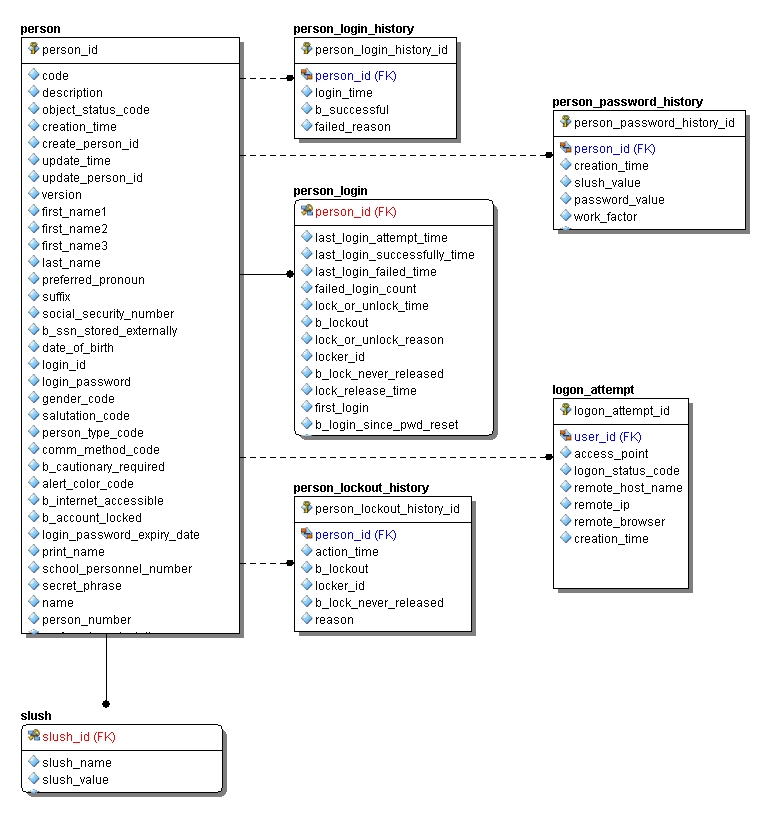 person
person_id
code
description
object_status_code
creation_time
create_person_id
update_time
update_person_id
version
first_name1
first_name2
first_name3
last_name
preferred_pronoun
suffix
social_security_number
b_ssn_stored_externally
date_of_birth
login_id
login_password
gender_code
salutation_code
person_type_code
comm_method_code
b_cautionary_required
alert_color_code
b_internet_accessible
b_account_locked
login_password_expiry_date
print_name
school_personnel_number
secret_phrase
name
person_number
person_login_history
person_login_history_id
person_id (FK)
login_time
b_successful
failed_reason
person_password_history
person_password_history_id
person_id (FK)
creation_time
slush_value
password_value
work_factor
person_login
person_id (FK)
last_login_attempt_time
last_login_successfully_time
last_login_failed_time
failed_login_count
lock_or_unlock_time
b_lockout
lock_or_unlock_reason
locker_id
b_lock_never_released
lock_release_time
first_login
b_login_since_pwd_reset
logon_attempt
logon_attempt_id
user_id (FK)
access_point
logon_status_code
remote_host_name
remote_ip
remote_browser
creation_time
person_lockout_history
person_lockout_history_id
person_id (FK)
action_time
b_lockout
locker_id
b_lock_never_released
reason
slush
slush_id (FK)
slush_name
slush_value